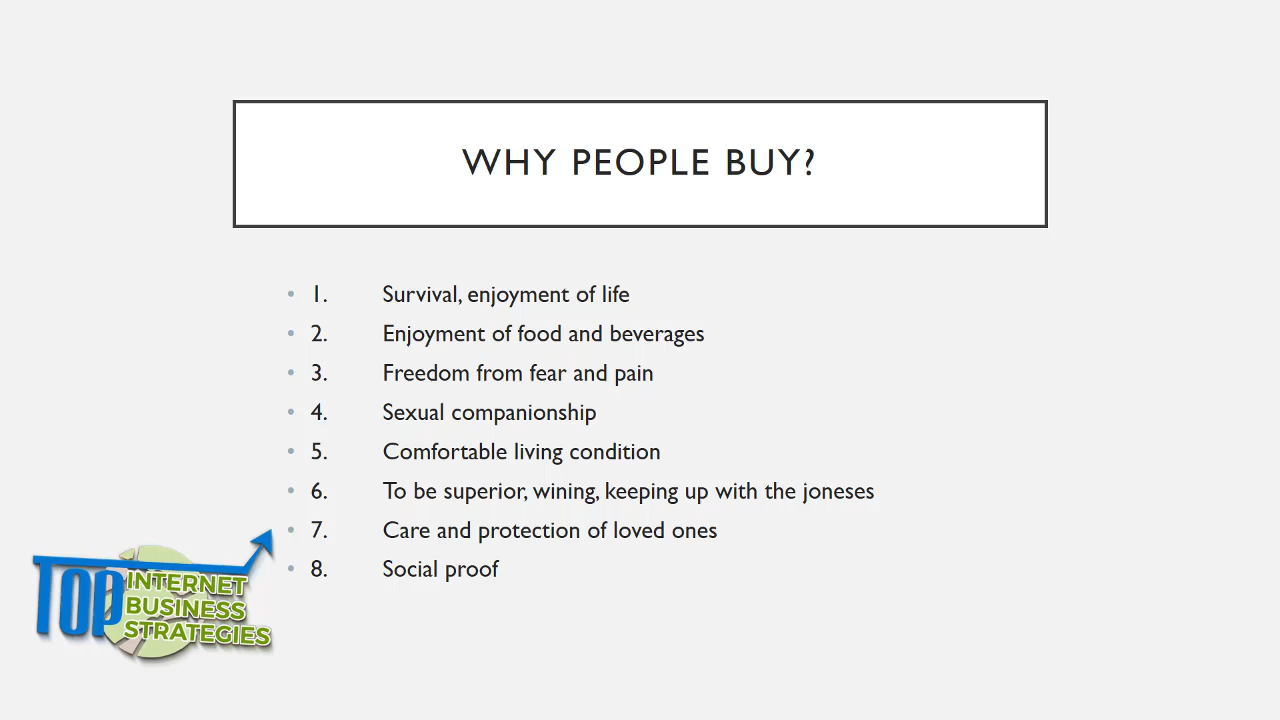 WHY PEOPLE BUY?
• 1. Survival, enjoyment of life
• 2. Enjoyment of food and beverages
• 3. Freedom from fear and pain
• 4. Sexual companionship
• 5. Comfortable living condition
• 6. To be superior, wining, keeping up with the joneses
• 7. Care and protection of loved ones
• 8. Social proof
TOP
INTERNET
BUSINESS
STRATEGIES